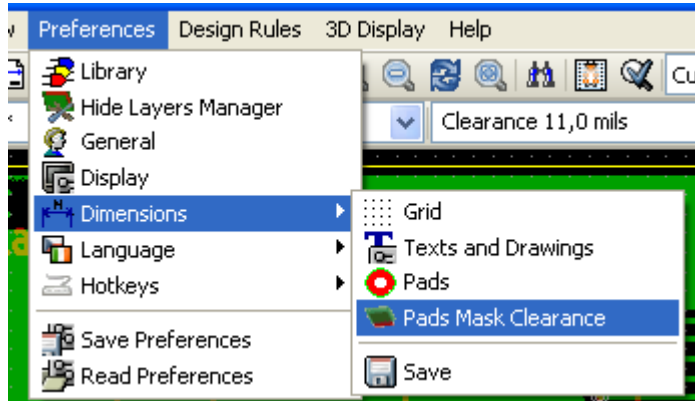 Preferences Design Rules 3D Display Help
Library
Hide Layers Manager
General
Clearance 11,0 mils
Display
Dimensions
Grid
Language
Texts and Drawings
Hotkeys
Pads
Pads Mask Clearance
Save Preferences
Read Preferences
Save